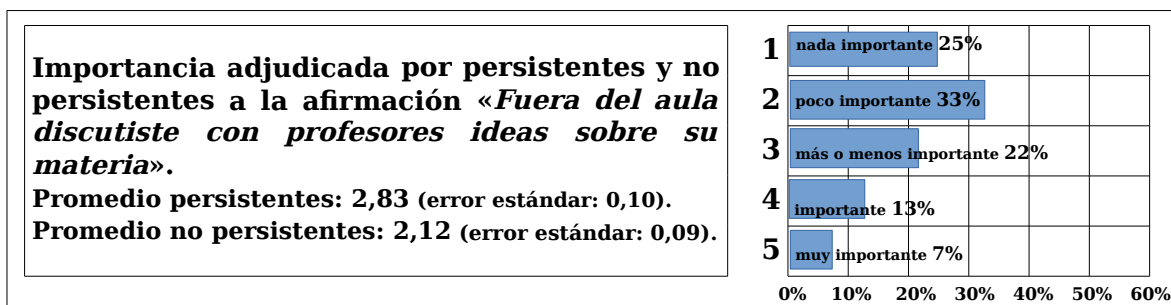 Importancia adjudicada por persistentes y no
persistentes a la afirmación «Fuera del aula
discutiste con profesores ideas sobre su
materia».
Promedio persistentes: 2,83 (error estándar: 0,10).
Promedio no persistentes: 2,12 (error estándar: 0,09).
1 nada importante 25%
2 poco importante 33%
3 más o menos importante 22%
4 importante 13%
5 muy importante 7%
0% 10% 20% 30% 40% 50% 60%